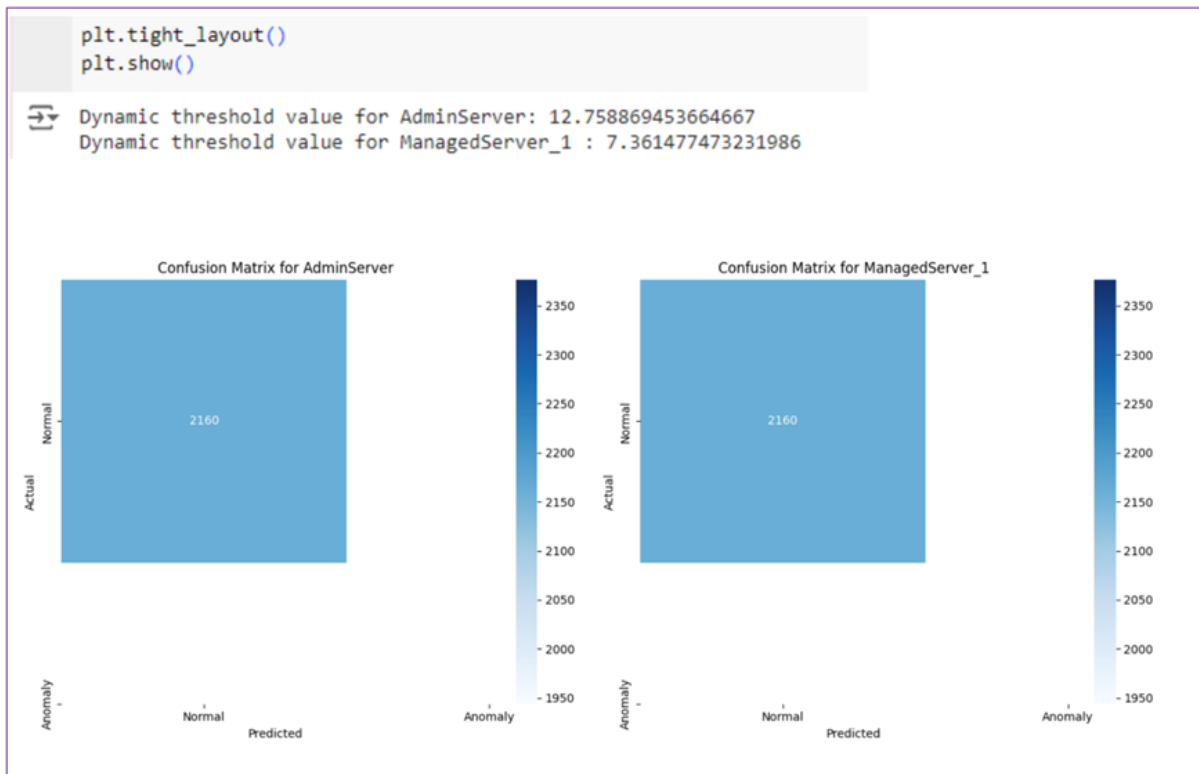 plt.tight_layout()
plt.show()
Dynamic threshold value for AdminServer: 12.758869453664667
Dynamic threshold value for ManagedServer_1 : 7.361477473231986
Confusion Matrix for AdminServer
2160
Normal
Anomaly
Actual
Normal
Anomaly
Predicted
2350
2300
2250
2200
2150
2100
2050
2000
1950
Confusion Matrix for ManagedServer_1
2160
Normal
Anomaly
Actual
Normal
Anomaly
Predicted
2350
2300
2250
2200
2150
2100
2050
2000
1950